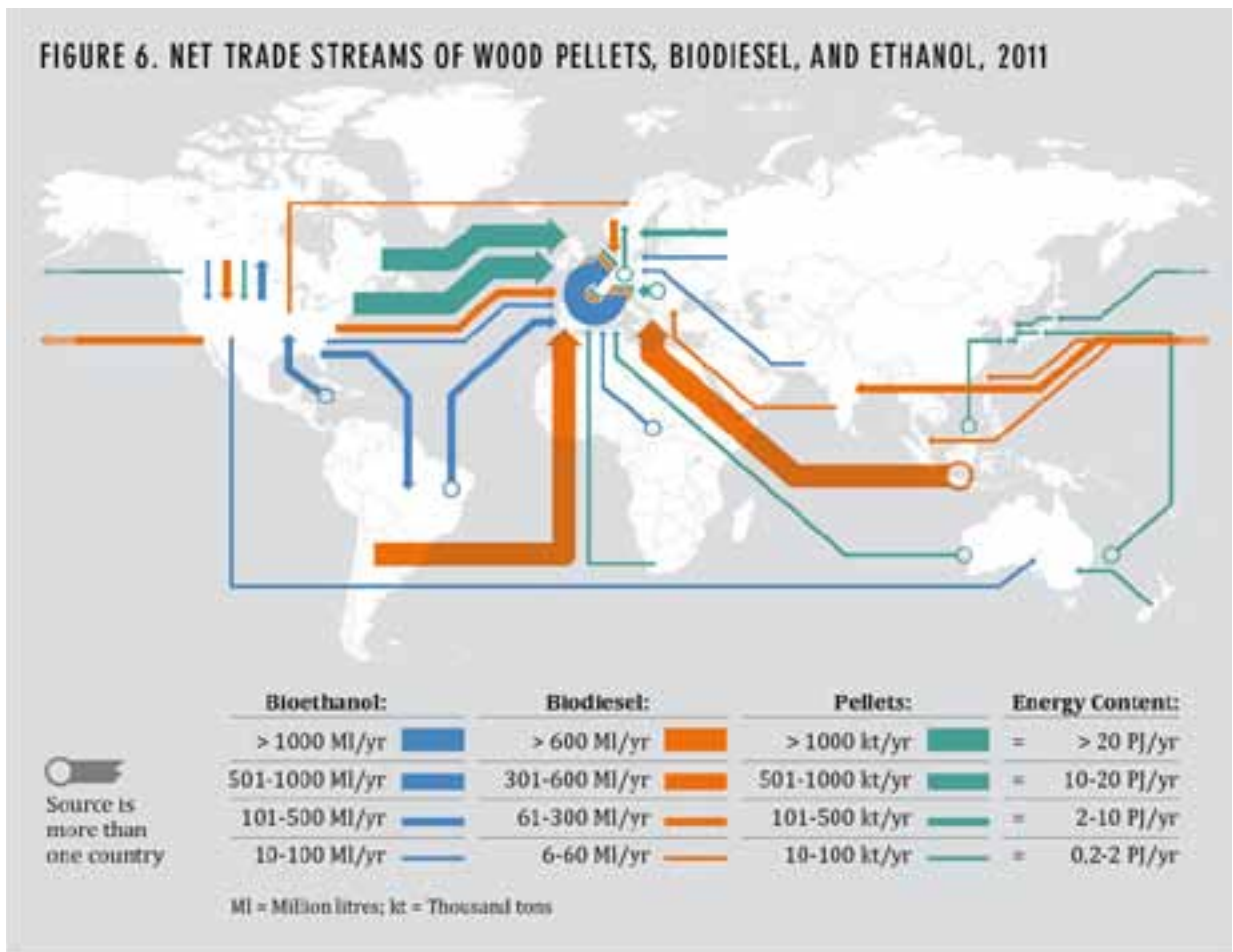 FIGURE 6. NET TRADE STREAMS OF WOOD PELLETS, BIODIESEL, AND ETHANOL, 2011
Bioethanol: Biodiesel: Pellets: Energy Content:
> 1000 Ml/yr > 600 Ml/yr > 1000 kt/yr = > 20 PJ/yr
501-1000 Ml/yr 301-600 Ml/yr 501-1000 kt/yr = 10-20 PJ/yr
101-500 Ml/yr 61-300 Ml/yr 101-500 kt/yr = 2-10 PJ/yr
10-100 Ml/yr 6-60 Ml/yr 10-100 kt/yr = 0.2-2 PJ/yr
Source is
more than
one country
Ml = Million litres; kt = Thousand tons